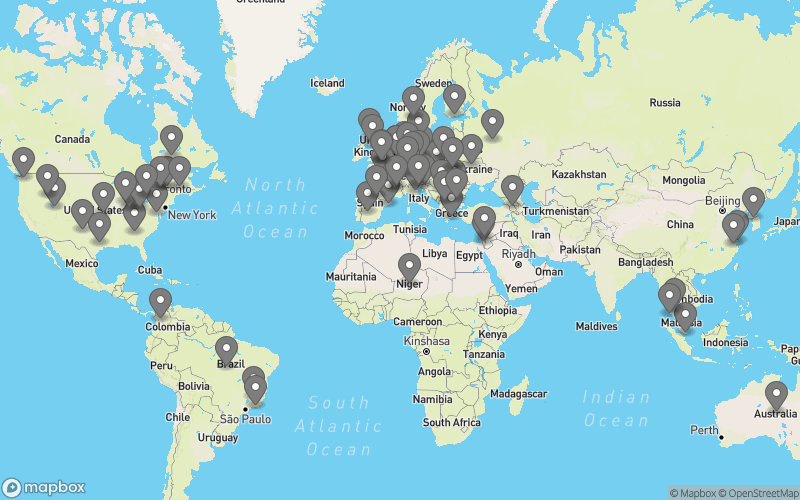 Greenland
Iceland
Sweden
Norway
Russia
Canada
Kazakhstan
Mongolia
Ukraine
Toronto
United States
New York
North
Atlantic
Ocean
Spain
Italy
Greece
Turkmenistan
Beijing
China
Japan
Morocco
Tunisia
Iraq
Iran
Pakistan
Bangladesh
Mexico
Cuba
Mauritania
Libya
Egypt
Riyadh
Oman
Niger
Yemen
Cambodia
Colombia
Cameroon
Ethiopia
Kenya
Maldives
Malaysia
Indonesia
Kinshasa
Tanzania
Papua
Peru
Brazil
Bolivia
Angola
Madagascar
Namibia
Indian
Ocean
South
Atlantic
Ocean
Chile
São Paulo
South Africa
Perth
Australia
Uruguay
mapbox
© Mapbox © OpenStreetMap